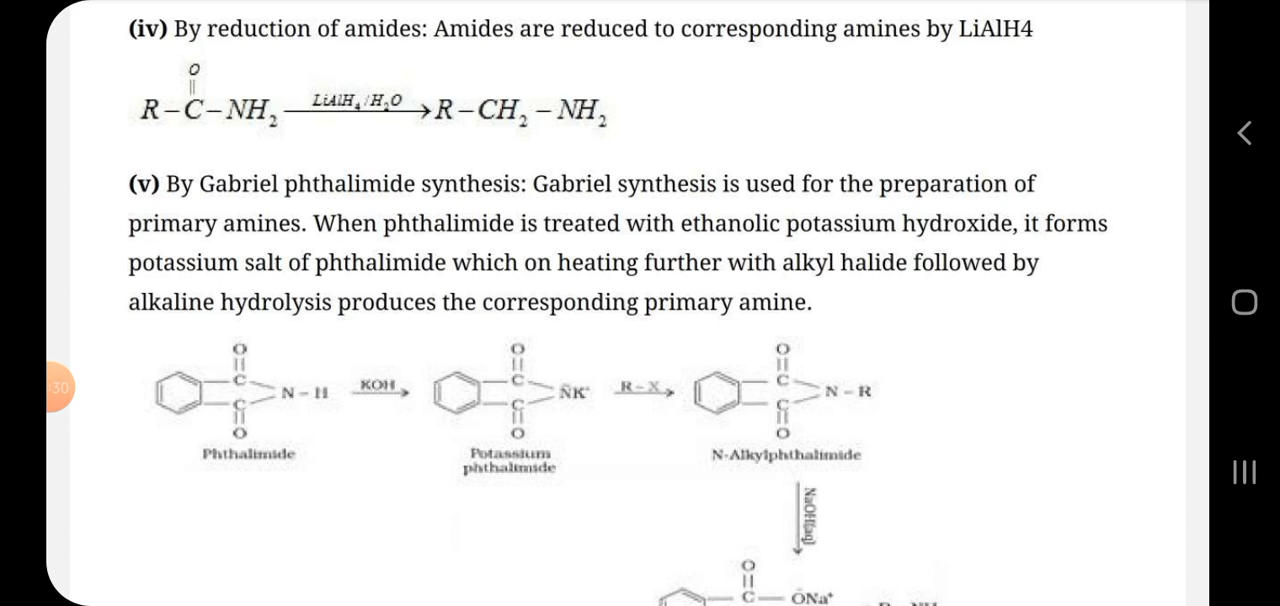 (iv) By reduction of amides: Amides are reduced to corresponding amines by LiAlH4
O
||
R – C – NH₂ LiAlH₄/H₂O → R – CH₂ – NH₂
(v) By Gabriel phthalimide synthesis: Gabriel synthesis is used for the preparation of
primary amines. When phthalimide is treated with ethanolic potassium hydroxide, it forms
potassium salt of phthalimide which on heating further with alkyl halide followed by
alkaline hydrolysis produces the corresponding primary amine.
O O O
C C C
N – H KOH N̈K⁺ R – X N – R
C C C
O O O
:30
Phthalimide Potassium N-Alkylphthalimide
phthalimide
NaOH(aq)
O
C — ŌNa⁺